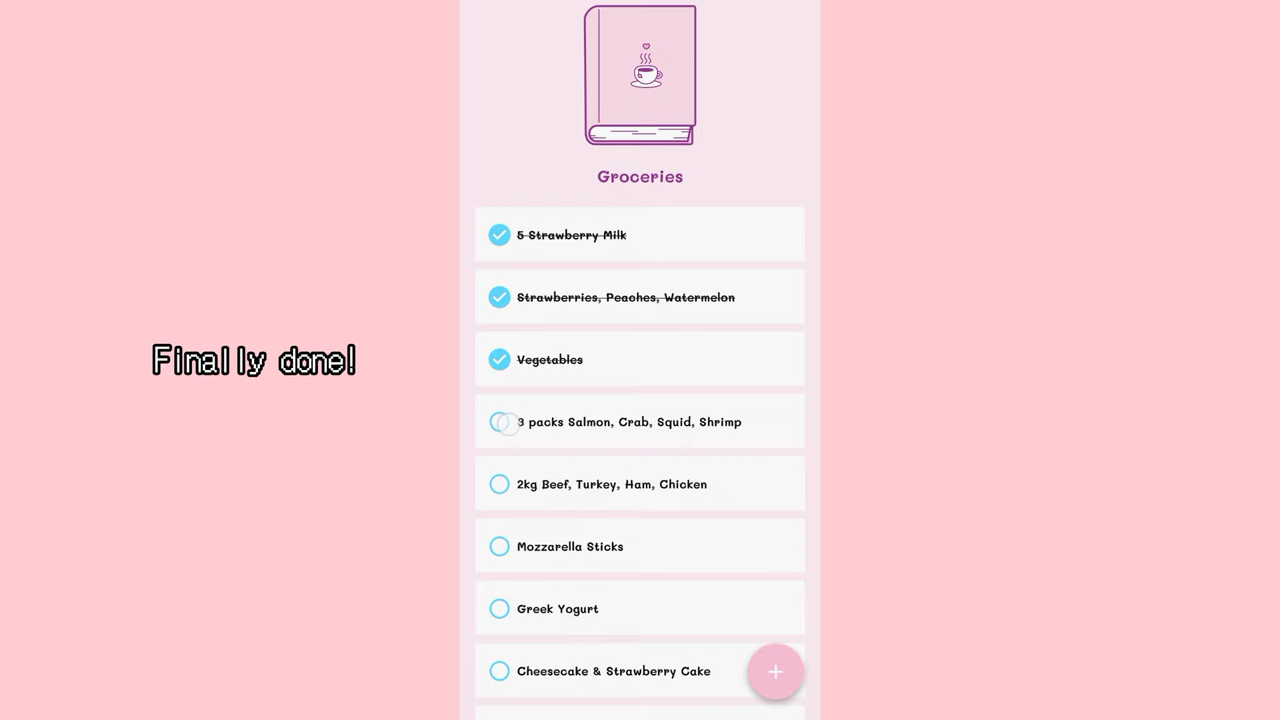 Groceries
5 Strawberry Milk
Strawberries, Peaches, Watermelon
Vegetables
Finally done!
3 packs Salmon, Crab, Squid, Shrimp
2kg Beef, Turkey, Ham, Chicken
Mozzarella Sticks
Greek Yogurt
Cheesecake & Strawberry Cake